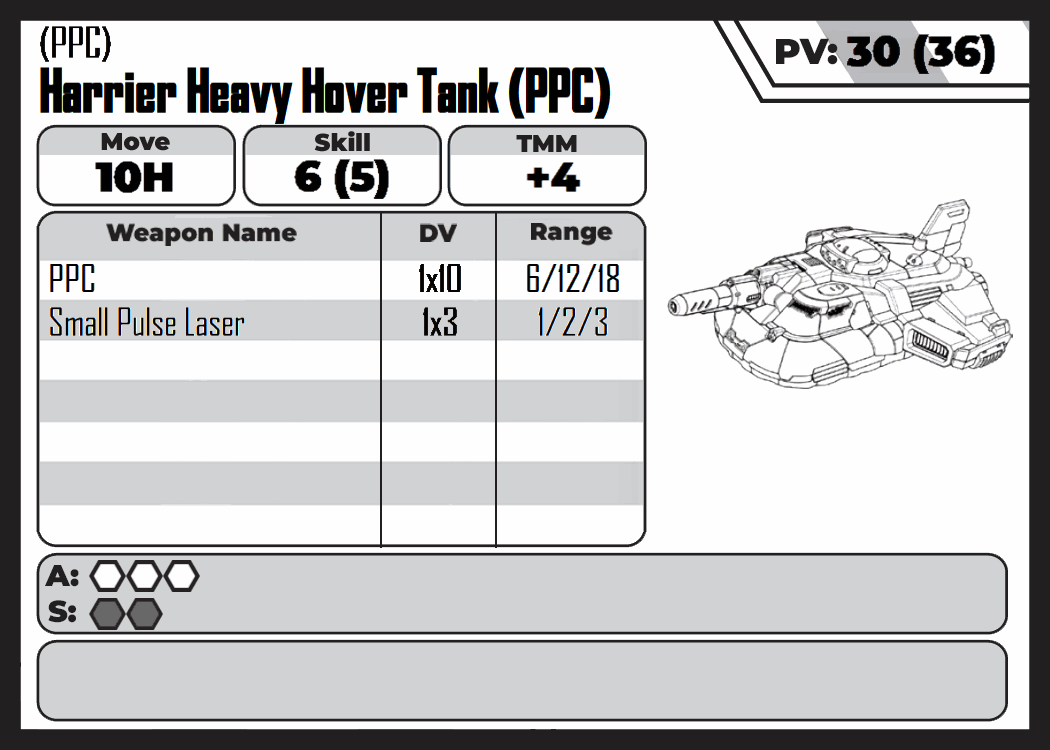 (PPC)
Harrier Heavy Hover Tank (PPC)
PV: 30 (36)
Move Skill TMM
10H 6 (5) +4
Weapon Name DV Range
PPC 1x10 6/12/18
Small Pulse Laser 1x3 1/2/3
A:
S: